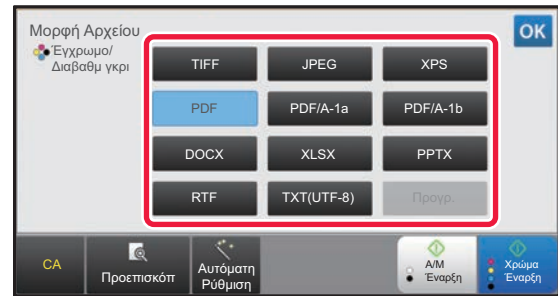 Μορφή Αρχείου
OK
Έγχρωμο/
Διαβαθμ γκρι
TIFF JPEG XPS
PDF PDF/A-1a PDF/A-1b
DOCX XLSX PPTX
RTF TXT(UTF-8) Προγρ.
CA
Προεπισκόπ
Αυτόματη
Ρύθμιση
Α/Μ
Έναρξη
Χρώμα
Έναρξη